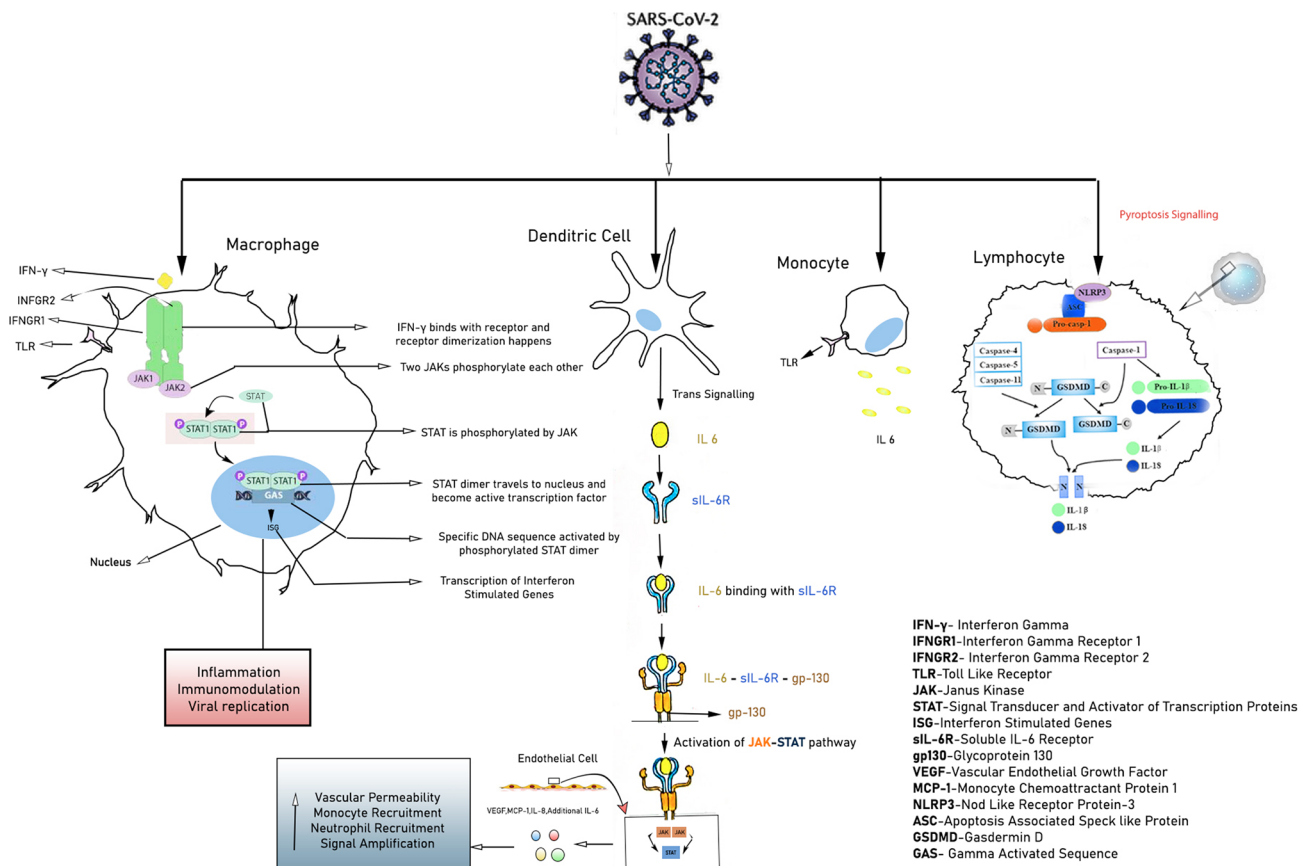 SARS-CoV-2
Pyroptosis Signalling
Macrophage
Denditric Cell
Monocyte
Lymphocyte
IFN-γ
INFGR2
IFNGR1
TLR
JAK1
JAK2
IFN-γ binds with receptor and
receptor dimerization happens
Two JAKs phosphorylate each other
STAT
P
STAT1
STAT1
P
STAT is phosphorylated by JAK
P
STAT1
STAT1
P
GAS
ISG
STAT dimer travels to nucleus and
become active transcription factor
Specific DNA sequence activated by
phosphorylated STAT dimer
Nucleus
Transcription of Interferon
Stimulated Genes
Inflammation
Immunomodulation
Viral replication
Trans Signalling
IL 6
sIL-6R
IL-6 binding with sIL-6R
IL-6 - sIL-6R - gp-130
gp-130
Activation of JAK-STAT pathway
JAK
JAK
STAT
Endothelial Cell
VEGF,MCP-1,IL-8,Additional IL-6
Vascular Permeability
Monocyte Recruitment
Neutrophil Recruitment
Signal Amplification
TLR
IL 6
NLRP3
ASC
Pro-casp-1
Caspase-4
Caspase-5
Caspase-11
Caspase-1
N
GSDMD
C
Pro-IL-1β
Pro IL-18
N
GSDMD
GSDMD
C
IL-1β
IL-18
N
N
IL-1β
IL-18
IFN-γ- Interferon Gamma
IFNGR1-Interferon Gamma Receptor 1
IFNGR2- Interferon Gamma Receptor 2
TLR-Toll Like Receptor
JAK-Janus Kinase
STAT-Signal Transducer and Activator of Transcription Proteins
ISG-Interferon Stimulated Genes
sIL-6R-Soluble IL-6 Receptor
gp130-Glycoprotein 130
VEGF-Vascular Endothelial Growth Factor
MCP-1-Monocyte Chemoattractant Protein 1
NLRP3-Nod Like Receptor Protein-3
ASC-Apoptosis Associated Speck like Protein
GSDMD-Gasdermin D
GAS- Gamma Activated Sequence